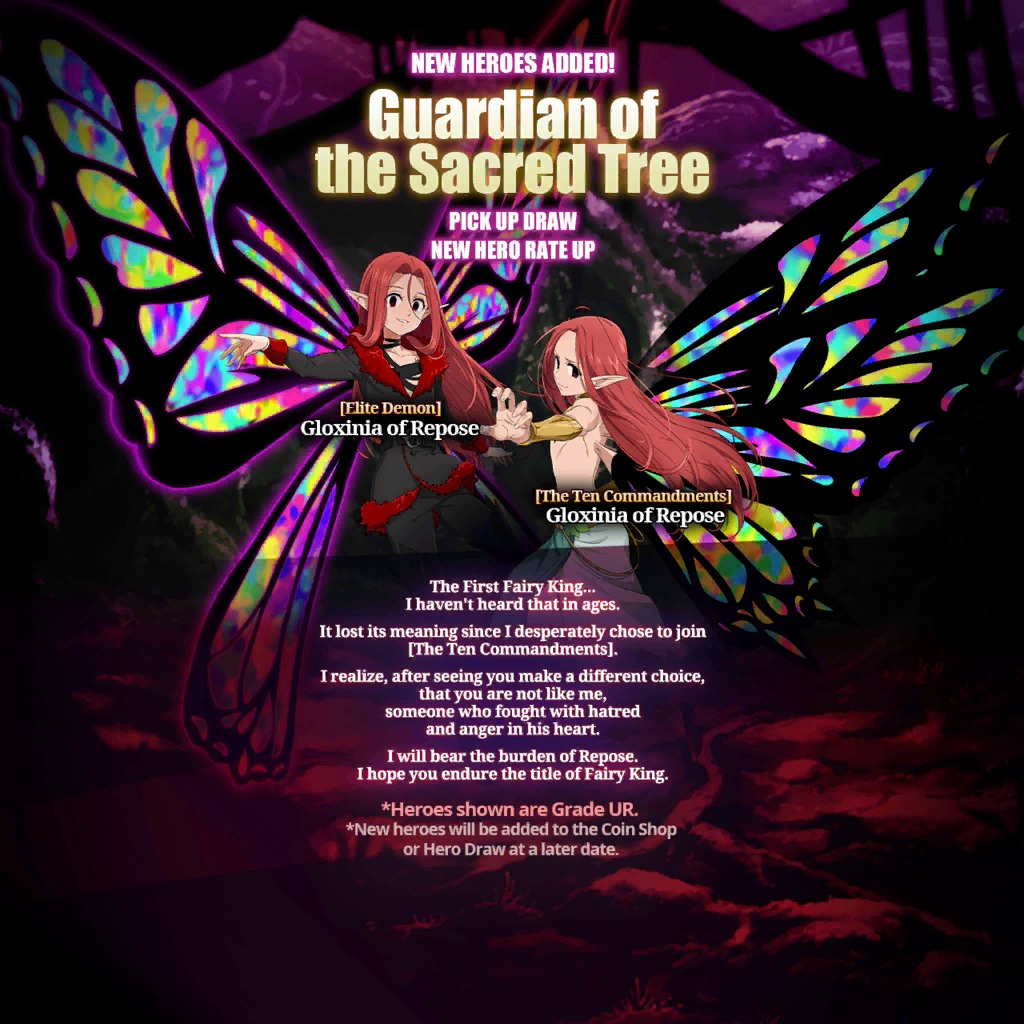 NEW HEROES ADDED!
Guardian of
the Sacred Tree
PICK UP DRAW
NEW HERO RATE UP
[Elite Demon]
Gloxinia of Repose
[The Ten Commandments]
Gloxinia of Repose
The First Fairy King...
I haven't heard that in ages.
It lost its meaning since I desperately chose to join
[The Ten Commandments].
I realize, after seeing you make a different choice,
that you are not like me,
someone who fought with hatred
and anger in his heart.
I will bear the burden of Repose.
I hope you endure the title of Fairy King.
*Heroes shown are Grade UR.
*New heroes will be added to the Coin Shop
or Hero Draw at a later date.